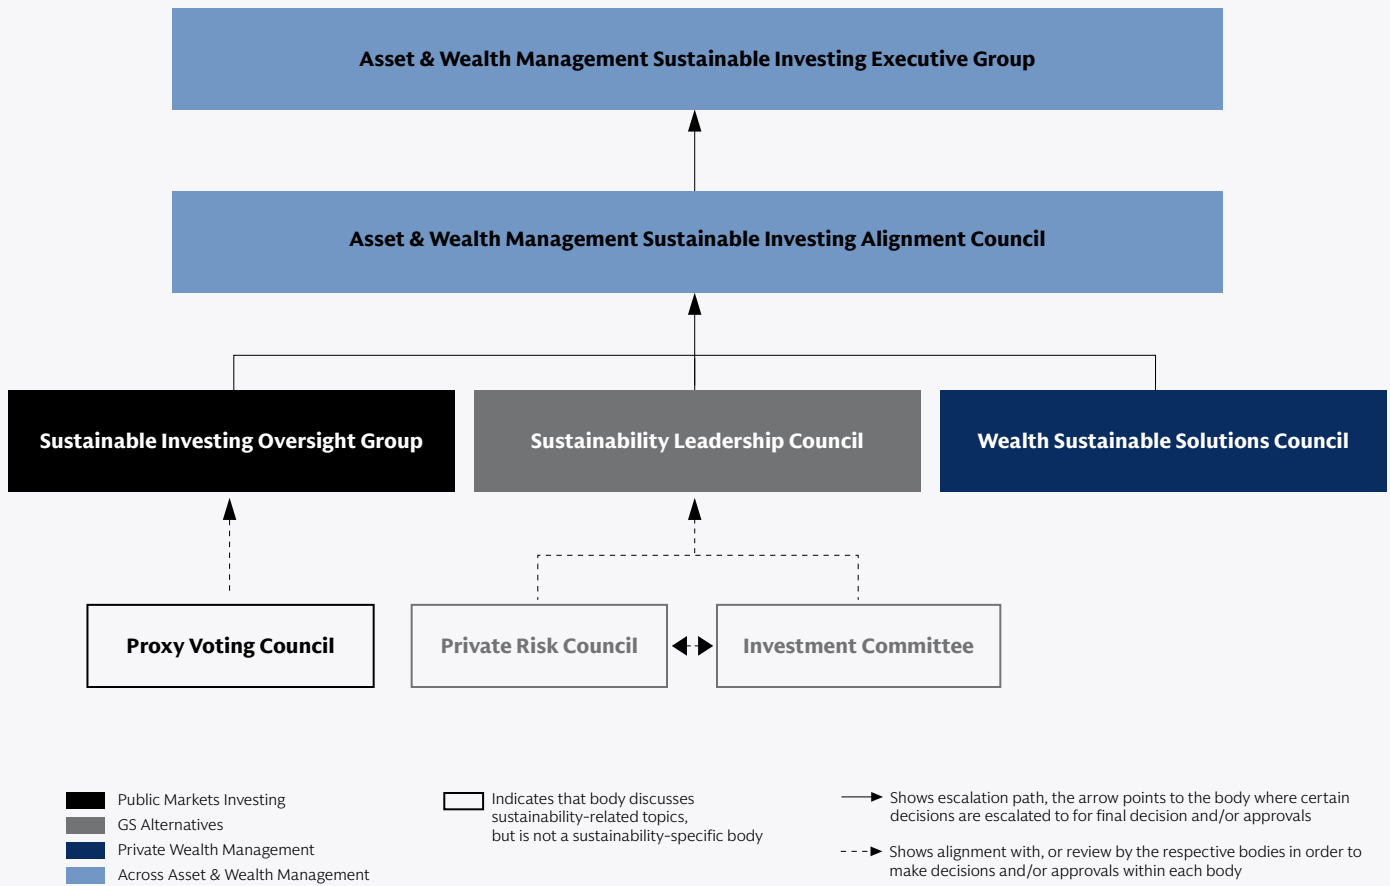 Asset & Wealth Management Sustainable Investing Executive Group
Asset & Wealth Management Sustainable Investing Alignment Council
Sustainable Investing Oversight Group
Sustainability Leadership Council
Wealth Sustainable Solutions Council
Proxy Voting Council
Private Risk Council
Investment Committee
Public Markets Investing
GS Alternatives
Private Wealth Management
Across Asset & Wealth Management
Indicates that body discusses
sustainability-related topics,
but is not a sustainability-specific body
Shows escalation path, the arrow points to the body where certain
decisions are escalated to for final decision and/or approvals
Shows alignment with, or review by the respective bodies in order to
make decisions and/or approvals within each body